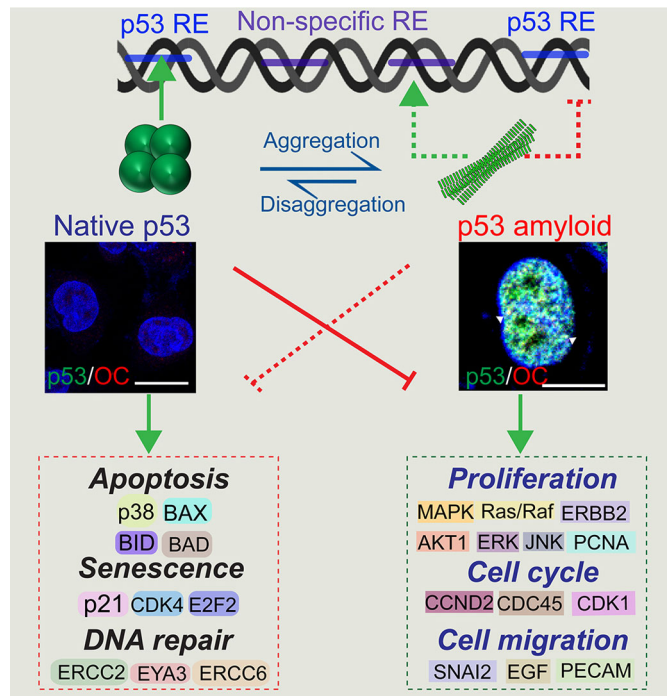 p53 RE
Non-specific RE
p53 RE
Aggregation
Disaggregation
Native p53
p53 amyloid
p53/OC
p53/OC
Apoptosis
p38 BAX
BID BAD
Senescence
p21 CDK4 E2F2
DNA repair
ERCC2 EYA3 ERCC6
Proliferation
MAPK Ras/Raf ERBB2
AKT1 ERK JNK PCNA
Cell cycle
CCND2 CDC45 CDK1
Cell migration
SNAI2 EGF PECAM